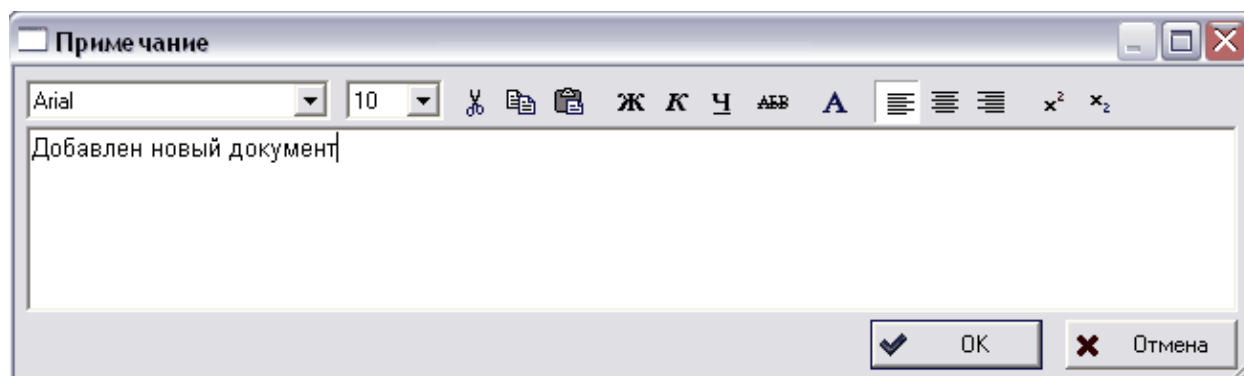 Примечание
Arial 10 Ж К Ч АБВ А x² x₂
Добавлен новый документ
OK Отмена